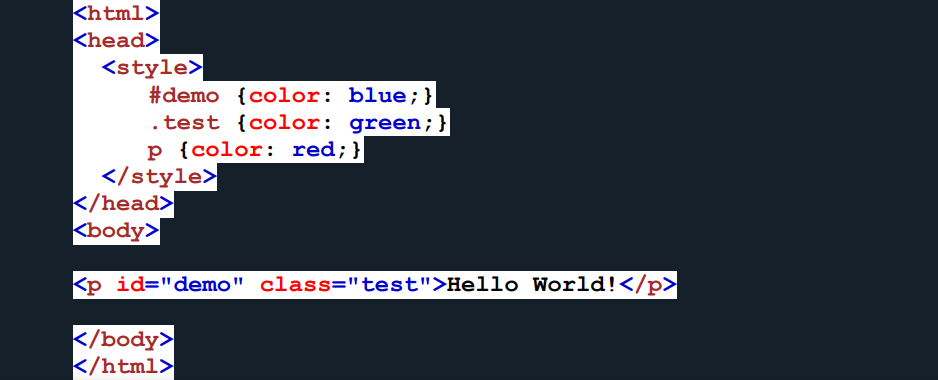 <html>
<head>
<style>
#demo {color: blue;}
.test {color: green;}
p {color: red;}
</style>
</head>
<body>
<p id="demo" class="test">Hello World!</p>
</body>
</html>